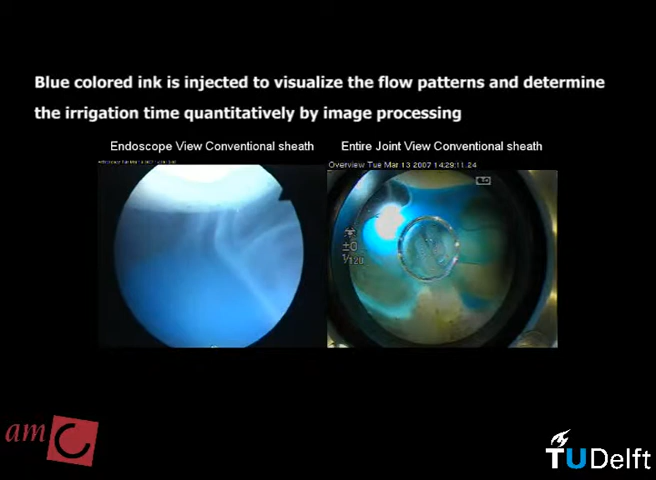 Blue colored ink is injected to visualize the flow patterns and determine
the irrigation time quantitatively by image processing
Endoscope View Conventional sheath
Entire Joint View Conventional sheath
Overview Tue Mar 13 2007 14:29:11.24
±0
1/120
amc
TUDelft